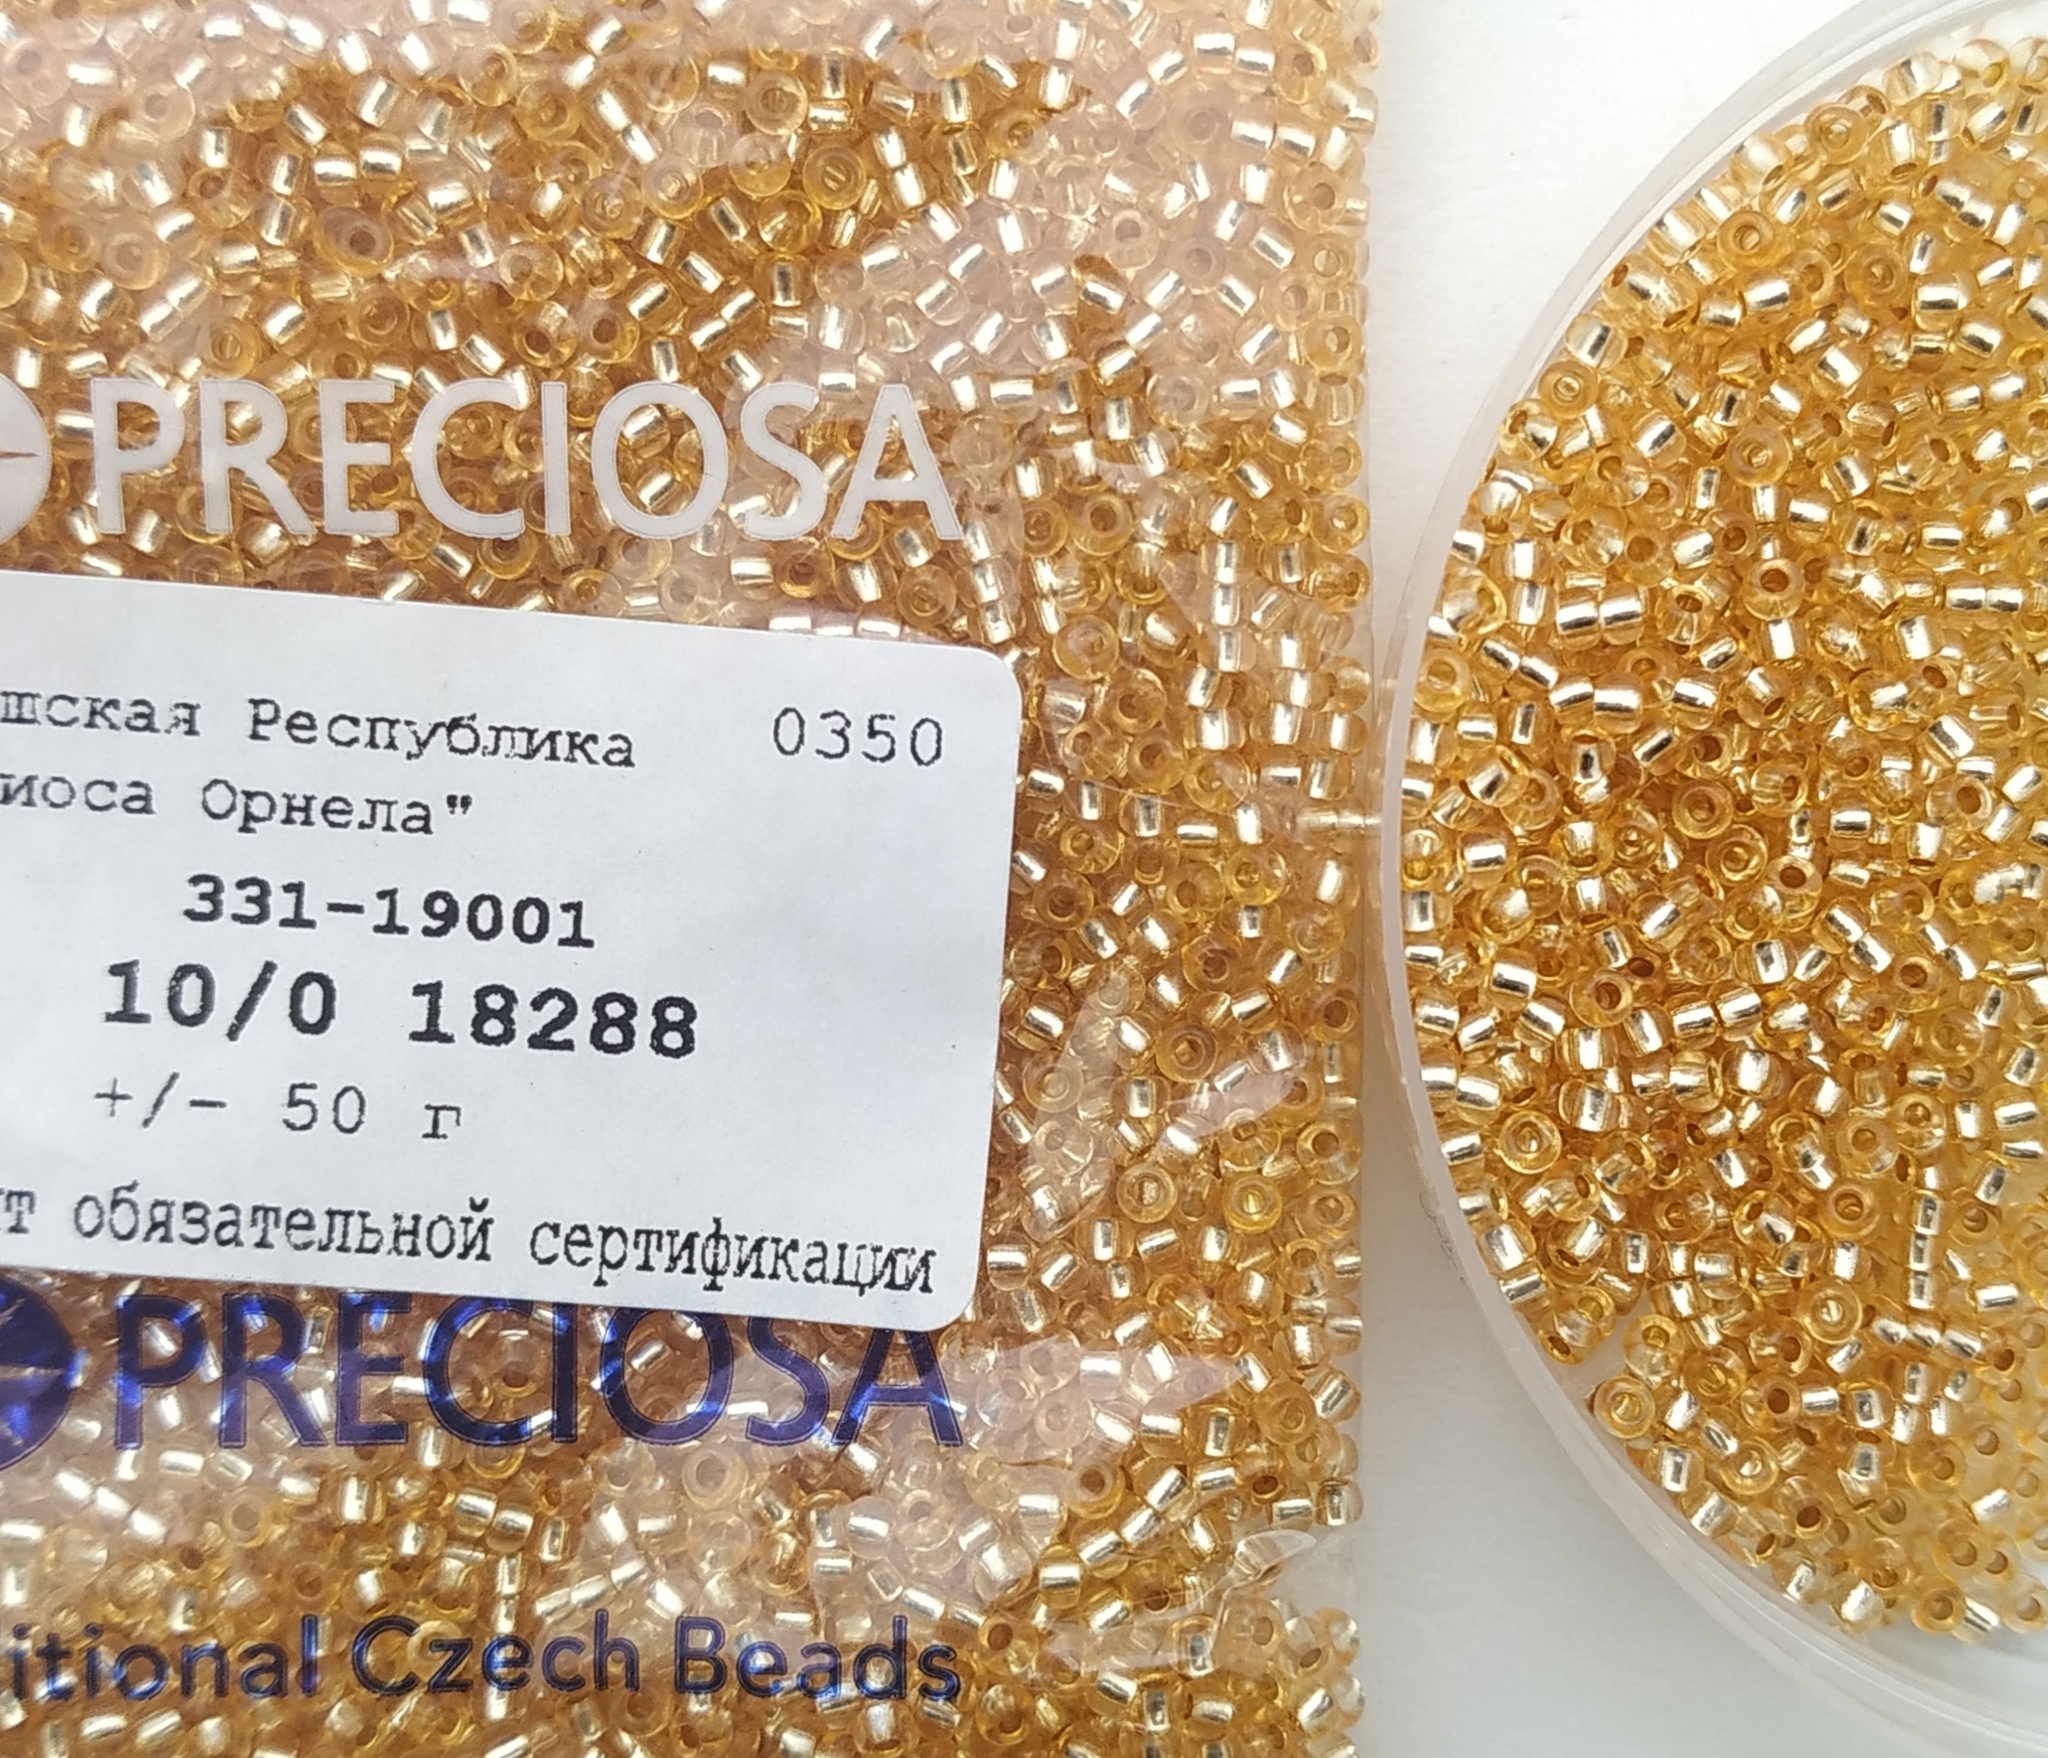 PRECIOSA
шская Республика 0350
иоса Орнела"
331-19001
10/0 18288
+/- 50 г
т обязательной сертификации
PRECIOSA
itional Czech Beads